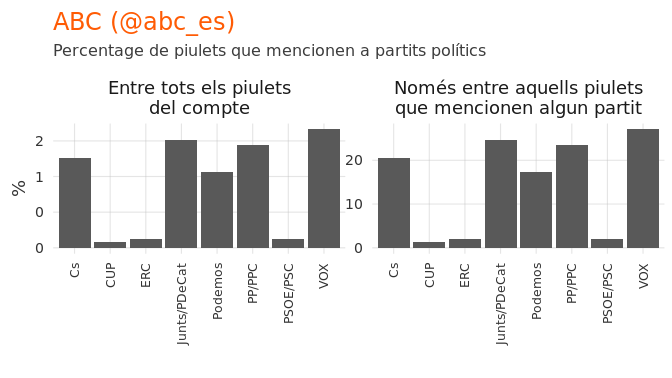 ABC (@abc_es)
Percentage de piulets que mencionen a partits polítics
Entre tots els piulets
del compte
Només entre aquells piulets
que mencionen algun partit
%
2
1
0
0
20
10
0
Cs
CUP
ERC
Junts/PDeCat
Podemos
PP/PPC
PSOE/PSC
VOX
Cs
CUP
ERC
Junts/PDeCat
Podemos
PP/PPC
PSOE/PSC
VOX